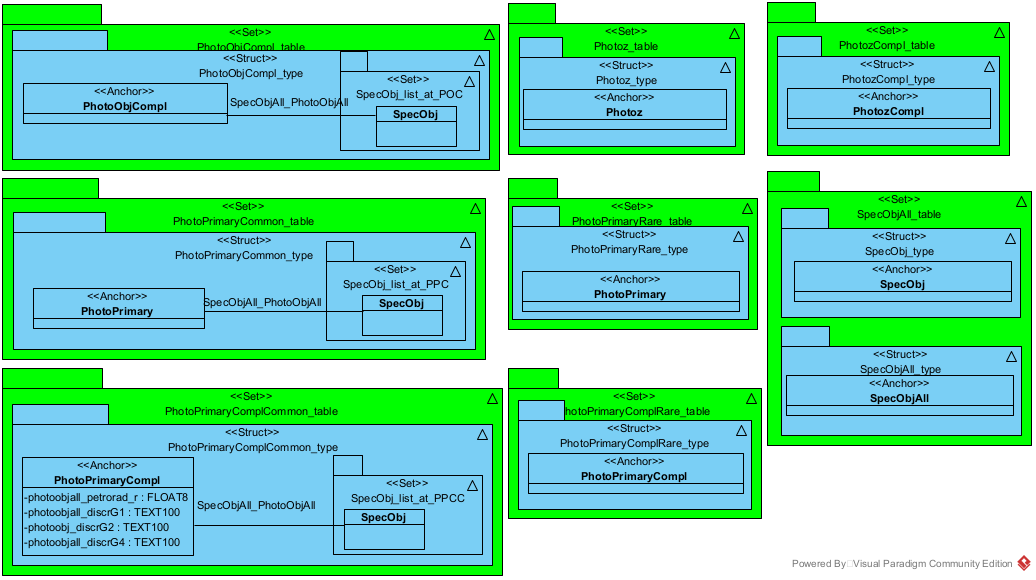 <<Set>>
PhotoObjCompl_table
<<Struct>>
PhotoObjCompl_type
<<Anchor>>
PhotoObjCompl
SpecObjAll_PhotoObjAll
<<Set>>
SpecObj_list_at_POC
SpecObj
<<Set>>
Photoz_table
<<Struct>>
Photoz_type
<<Anchor>>
Photoz
<<Set>>
PhotozCompl_table
<<Struct>>
PhotozCompl_type
<<Anchor>>
PhotozCompl
<<Set>>
PhotoPrimaryCommon_table
<<Struct>>
PhotoPrimaryCommon_type
<<Anchor>>
PhotoPrimary
SpecObjAll_PhotoObjAll
<<Set>>
SpecObj_list_at_PPC
SpecObj
<<Set>>
PhotoPrimaryRare_table
<<Struct>>
PhotoPrimaryRare_type
<<Anchor>>
PhotoPrimary
<<Set>>
SpecObjAll_table
<<Struct>>
SpecObj_type
<<Anchor>>
SpecObj
<<Struct>>
SpecObjAll_type
<<Anchor>>
SpecObjAll
<<Set>>
PhotoPrimaryComplCommon_table
<<Struct>>
PhotoPrimaryComplCommon_type
<<Anchor>>
PhotoPrimaryCompl
-photoobjall_petrorad_r : FLOAT8
-photoobjall_discrG1 : TEXT100
-photoobj_discrG2 : TEXT100
-photoobjall_discrG4 : TEXT100
SpecObjAll_PhotoObjAll
<<Set>>
SpecObj_list_at_PPCC
SpecObj
<<Set>>
hotoPrimaryComplRare_table
<<Struct>>
PhotoPrimaryComplRare_type
<<Anchor>>
PhotoPrimaryCompl
Powered By Visual Paradigm Community Edition